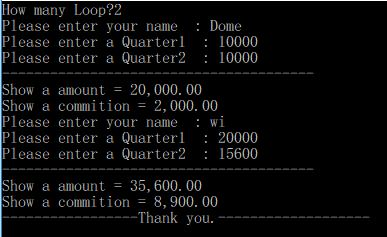 How many Loop?2
Please enter your name  : Dome
Please enter a Quarter1  : 10000
Please enter a Quarter2  : 10000
------------------------------------
Show a amount = 20,000.00
Show a commition = 2,000.00
Please enter your name  : wi
Please enter a Quarter1  : 20000
Please enter a Quarter2  : 15600
------------------------------------
Show a amount = 35,600.00
Show a commition = 8,900.00
----------------Thank you.------------------